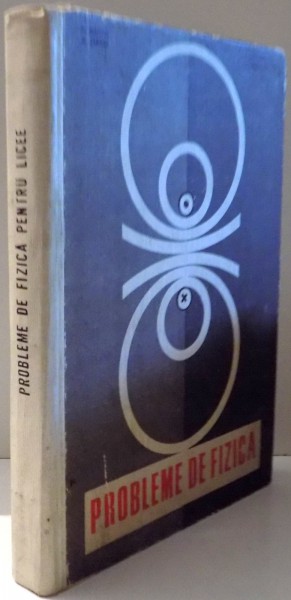 PROBLEME DE FIZICA PENTRU LICEE
PROBLEME DE FIZICA